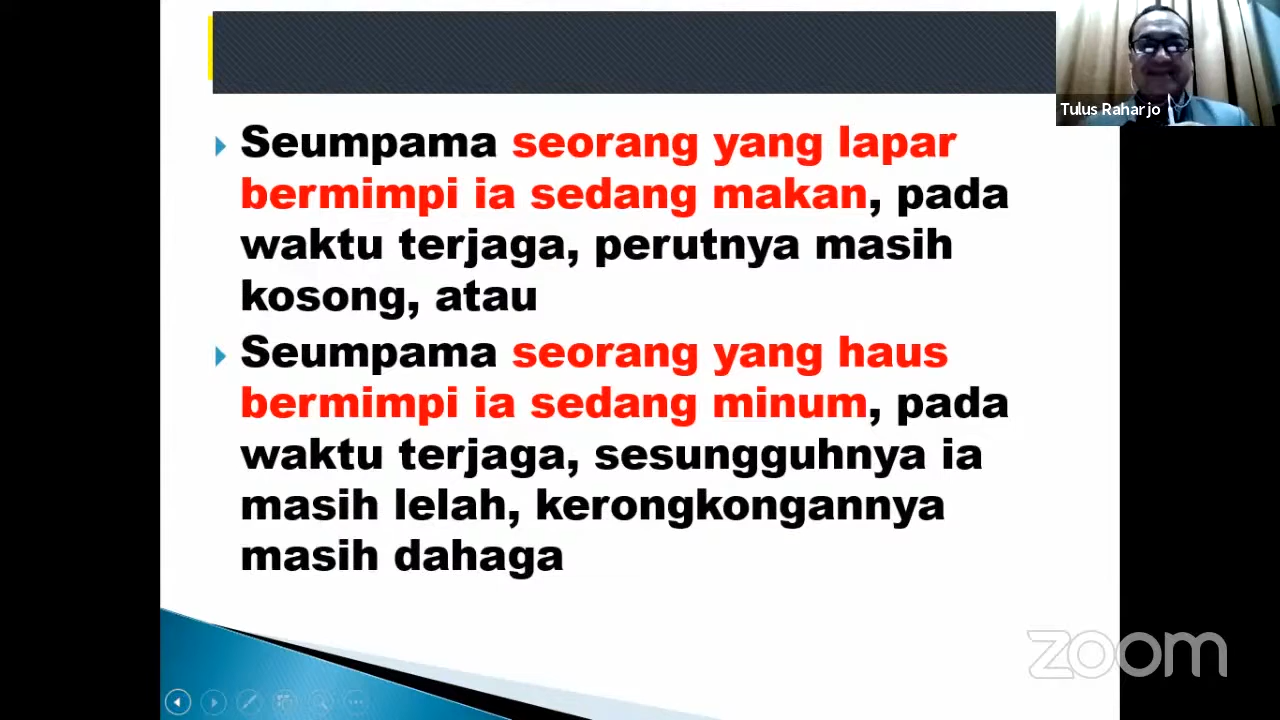 Tulus Raharjo
Seumpama seorang yang lapar
bermimpi ia sedang makan, pada
waktu terjaga, perutnya masih
kosong, atau
Seumpama seorang yang haus
bermimpi ia sedang minum, pada
waktu terjaga, sesungguhnya ia
masih lelah, kerongkongannya
masih dahaga
zoom